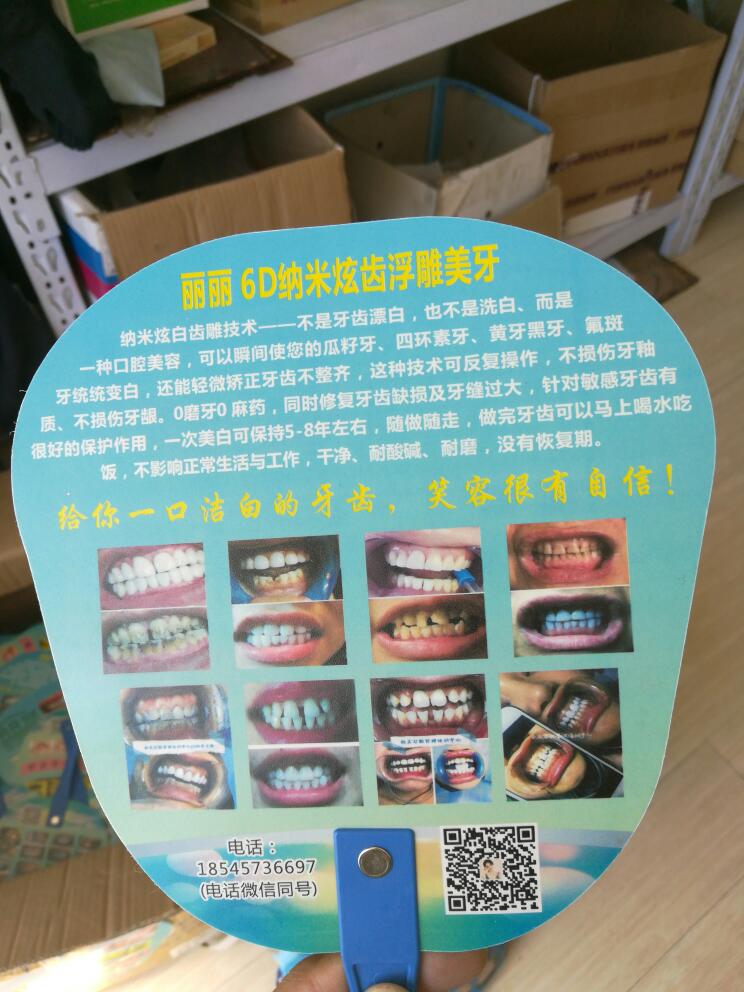 丽丽 6D纳米炫齿浮雕美牙
纳米炫白齿雕技术——不是牙齿漂白，也不是洗白、而是
一种口腔美容，可以瞬间使您的瓜籽牙、四环素牙、黄牙黑牙、氟斑
牙统统变白，还能轻微矫正牙齿不整齐，这种技术可反复操作，不损伤牙釉
质、不损伤牙龈。0磨牙0 麻药，同时修复牙齿缺损及牙缝过大，针对敏感牙齿有
很好的保护作用，一次美白可保持5-8年左右，随做随走，做完牙齿可以马上喝水吃
饭，不影响正常生活与工作，干净、耐酸碱、耐磨，没有恢复期。
给你一口洁白的牙齿，笑容很有自信！
电话：
18545736697
(电话微信同号)